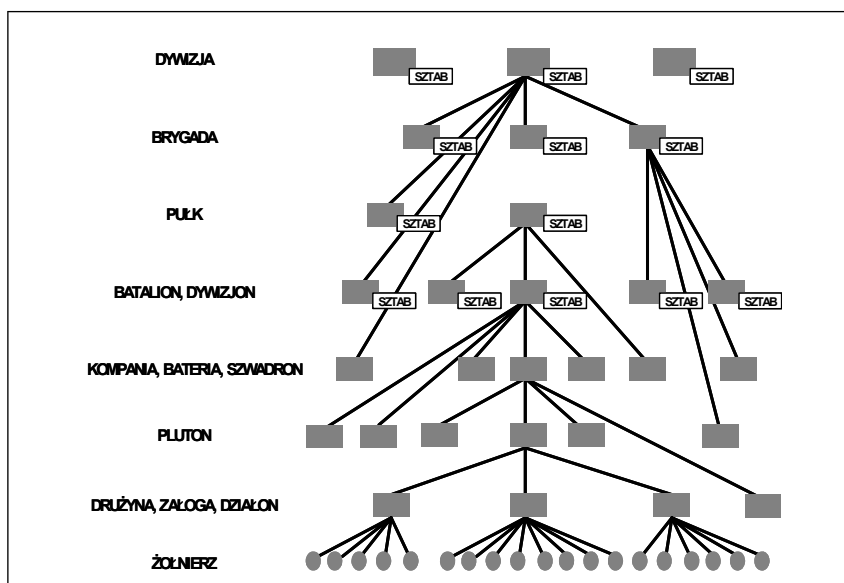 DYWIZJA
SZTAB SZTAB SZTAB
BRYGADA
SZTAB SZTAB SZTAB
PUŁK
SZTAB SZTAB
BATALION, DYWIZJON
SZTAB SZTAB SZTAB SZTAB SZTAB
KOMPANIA, BATERIA, SZWADRON
PLUTON
DRUŻYNA, ZAŁOGA, DZIAŁON
ŻOŁNIERZ